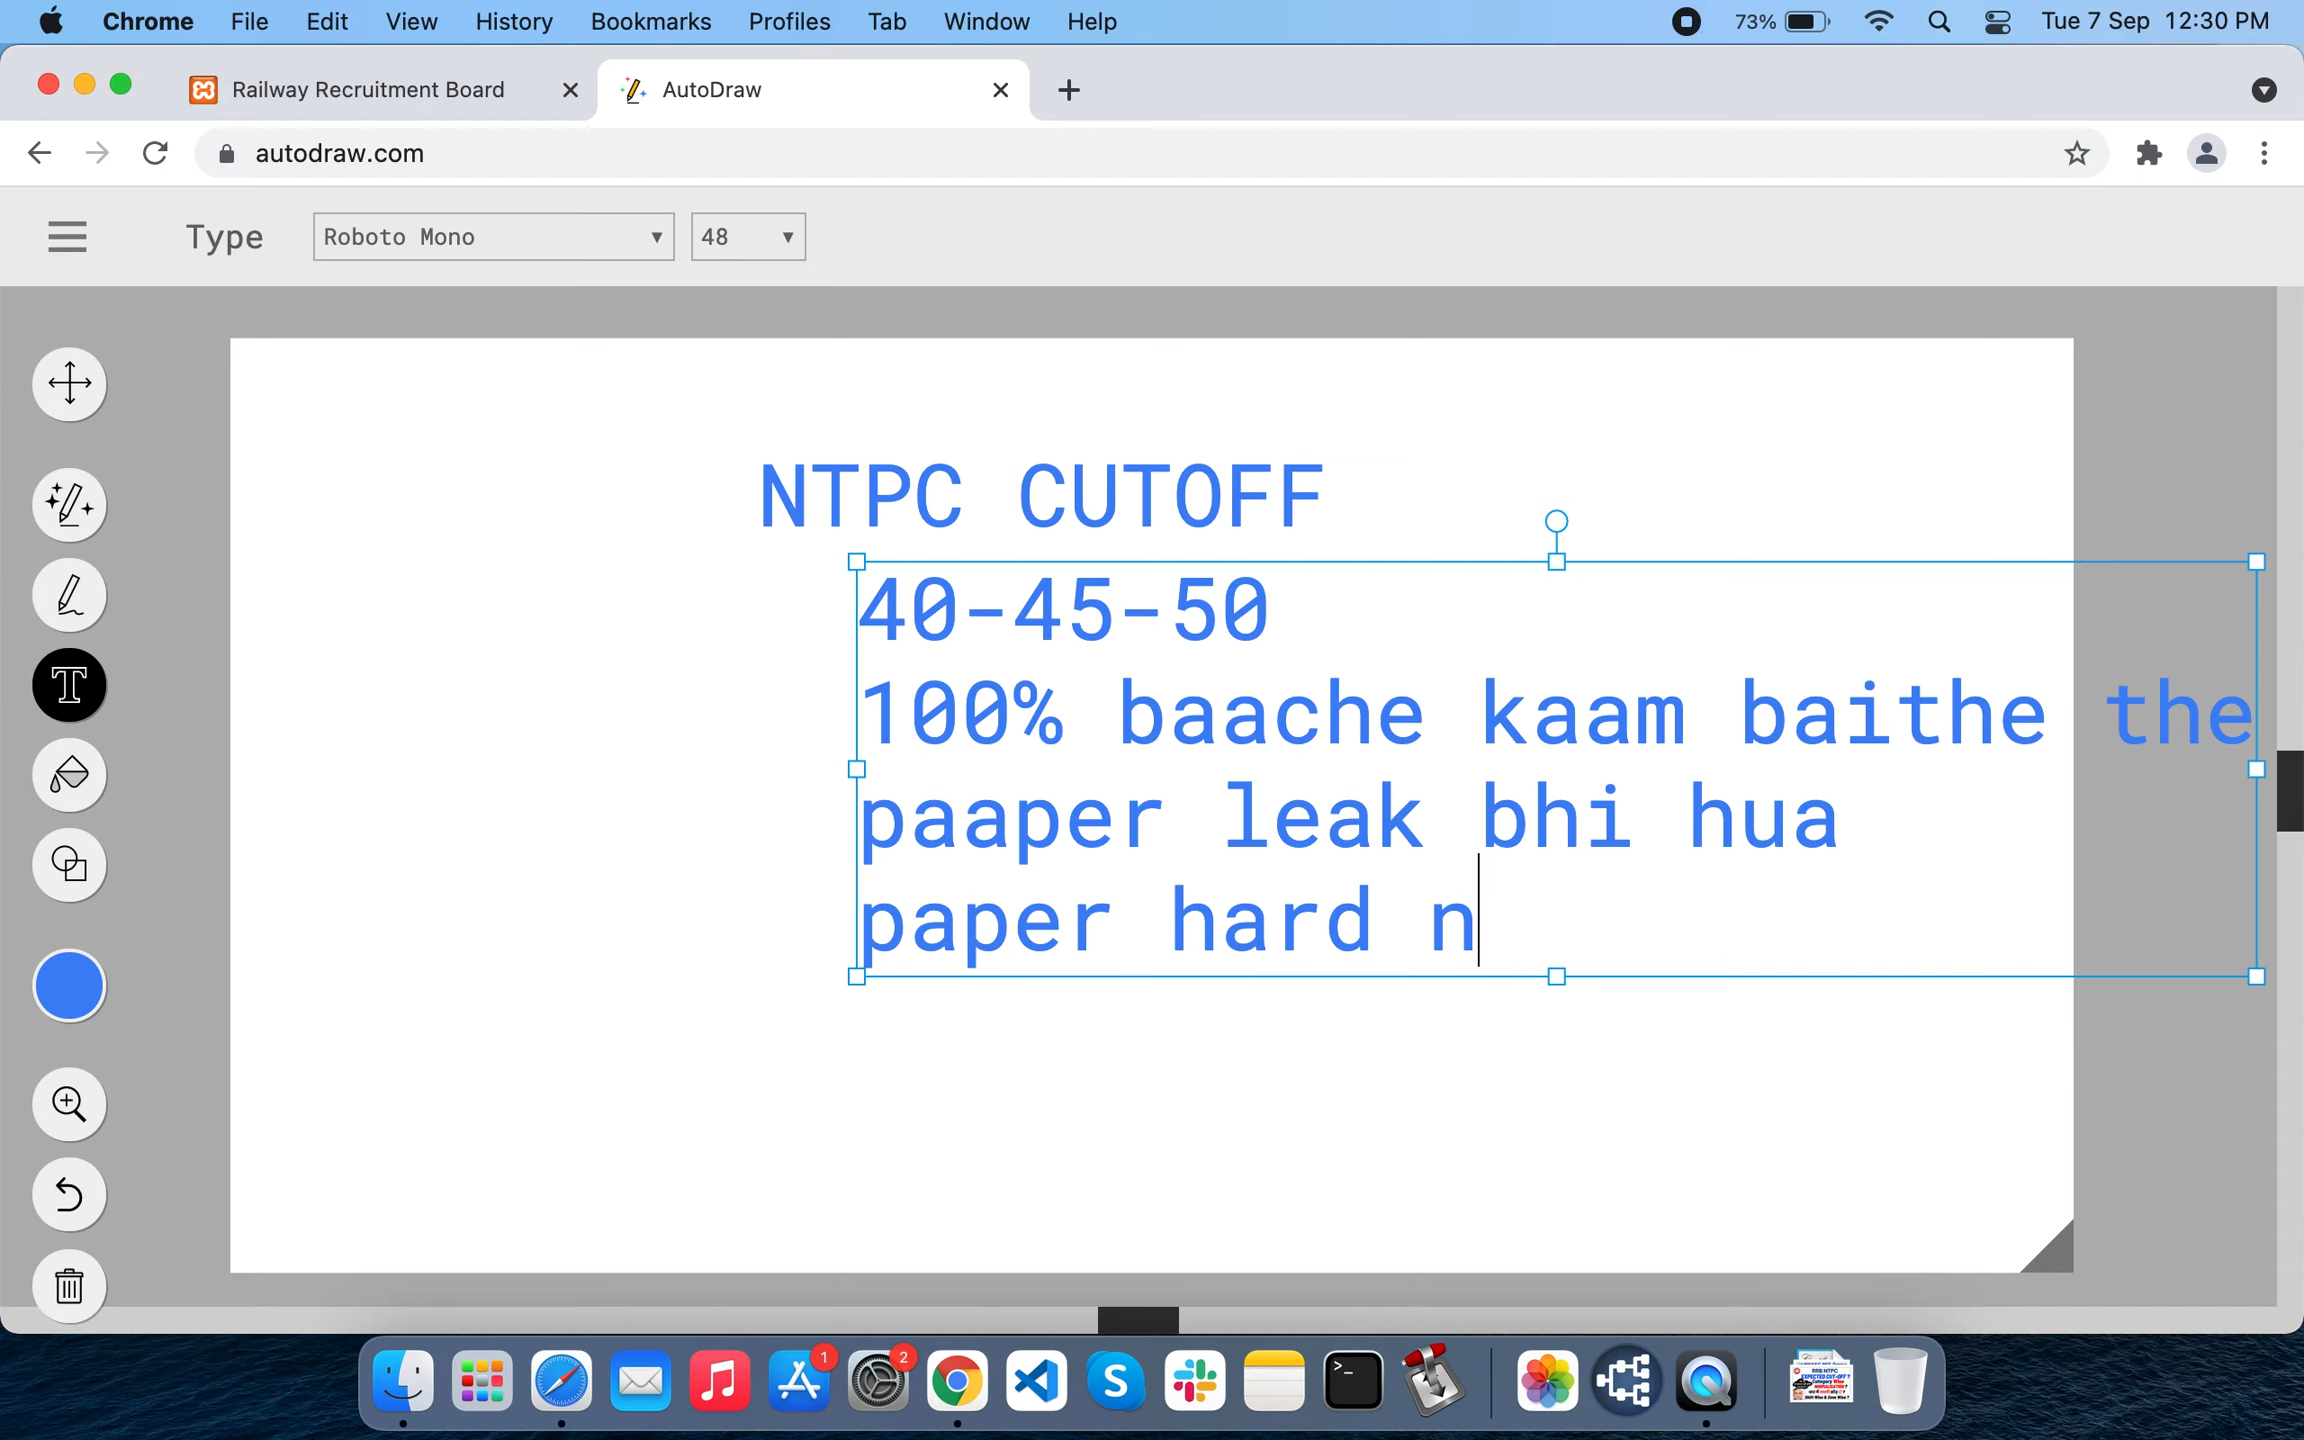 Chrome File Edit View History Bookmarks Profiles Tab Window Help 73% Tue 7 Sep 12:30 PM
Railway Recruitment Board AutoDraw
autodraw.com
Type Roboto Mono 48
NTPC CUTOFF
40-45-50
100% baache kaam baithe the
paaper leak bhi hua
paper hard n
1 2